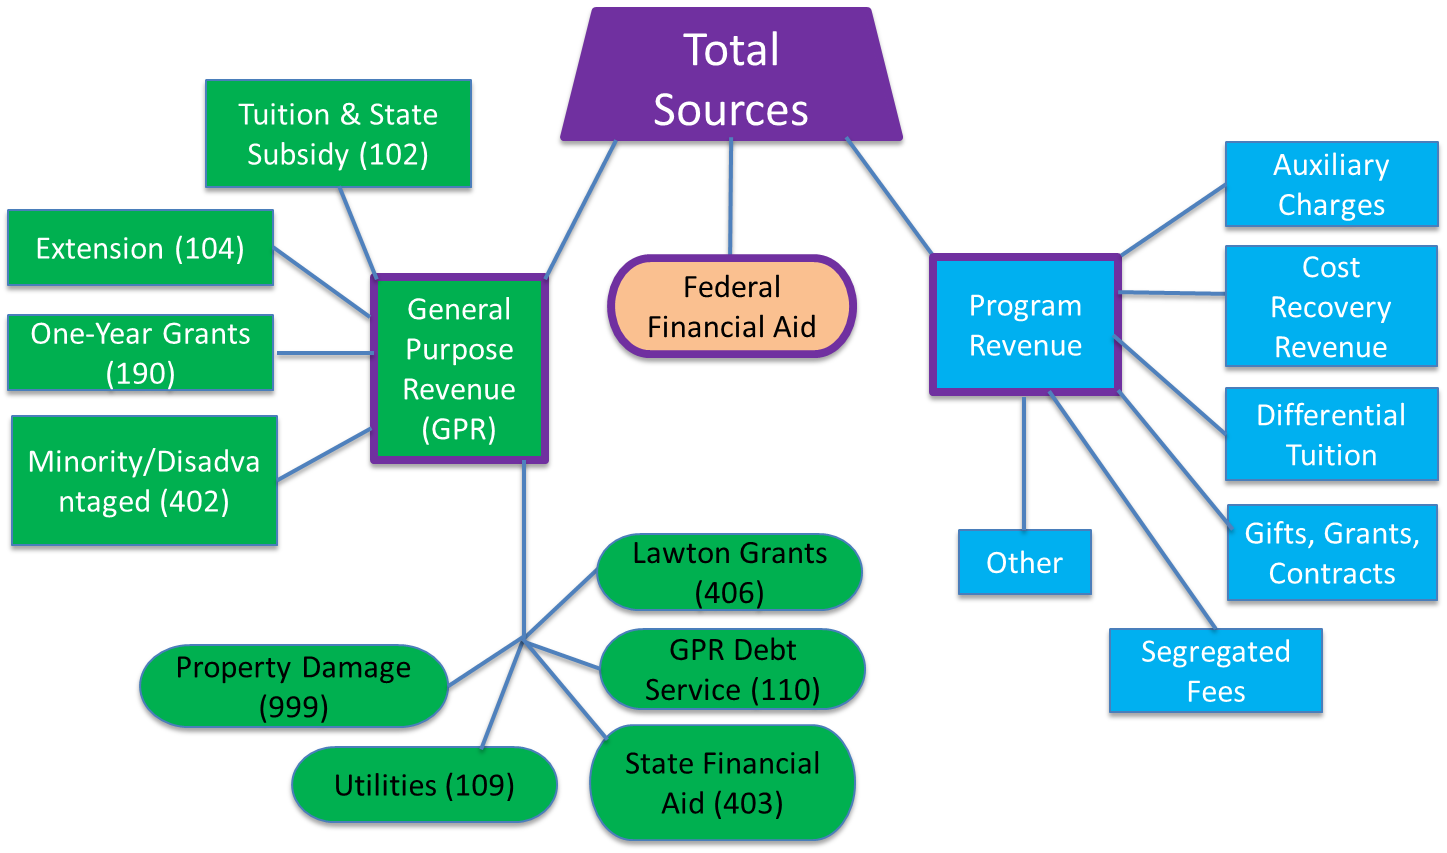 Total
Sources
Tuition & State
Subsidy (102)
Extension (104)
One-Year Grants
(190)
Minority/Disadva
ntaged (402)
General
Purpose
Revenue
(GPR)
Federal
Financial Aid
Program
Revenue
Auxiliary
Charges
Cost
Recovery
Revenue
Differential
Tuition
Gifts, Grants,
Contracts
Segregated
Fees
Other
Lawton Grants
(406)
GPR Debt
Service (110)
State Financial
Aid (403)
Property Damage
(999)
Utilities (109)